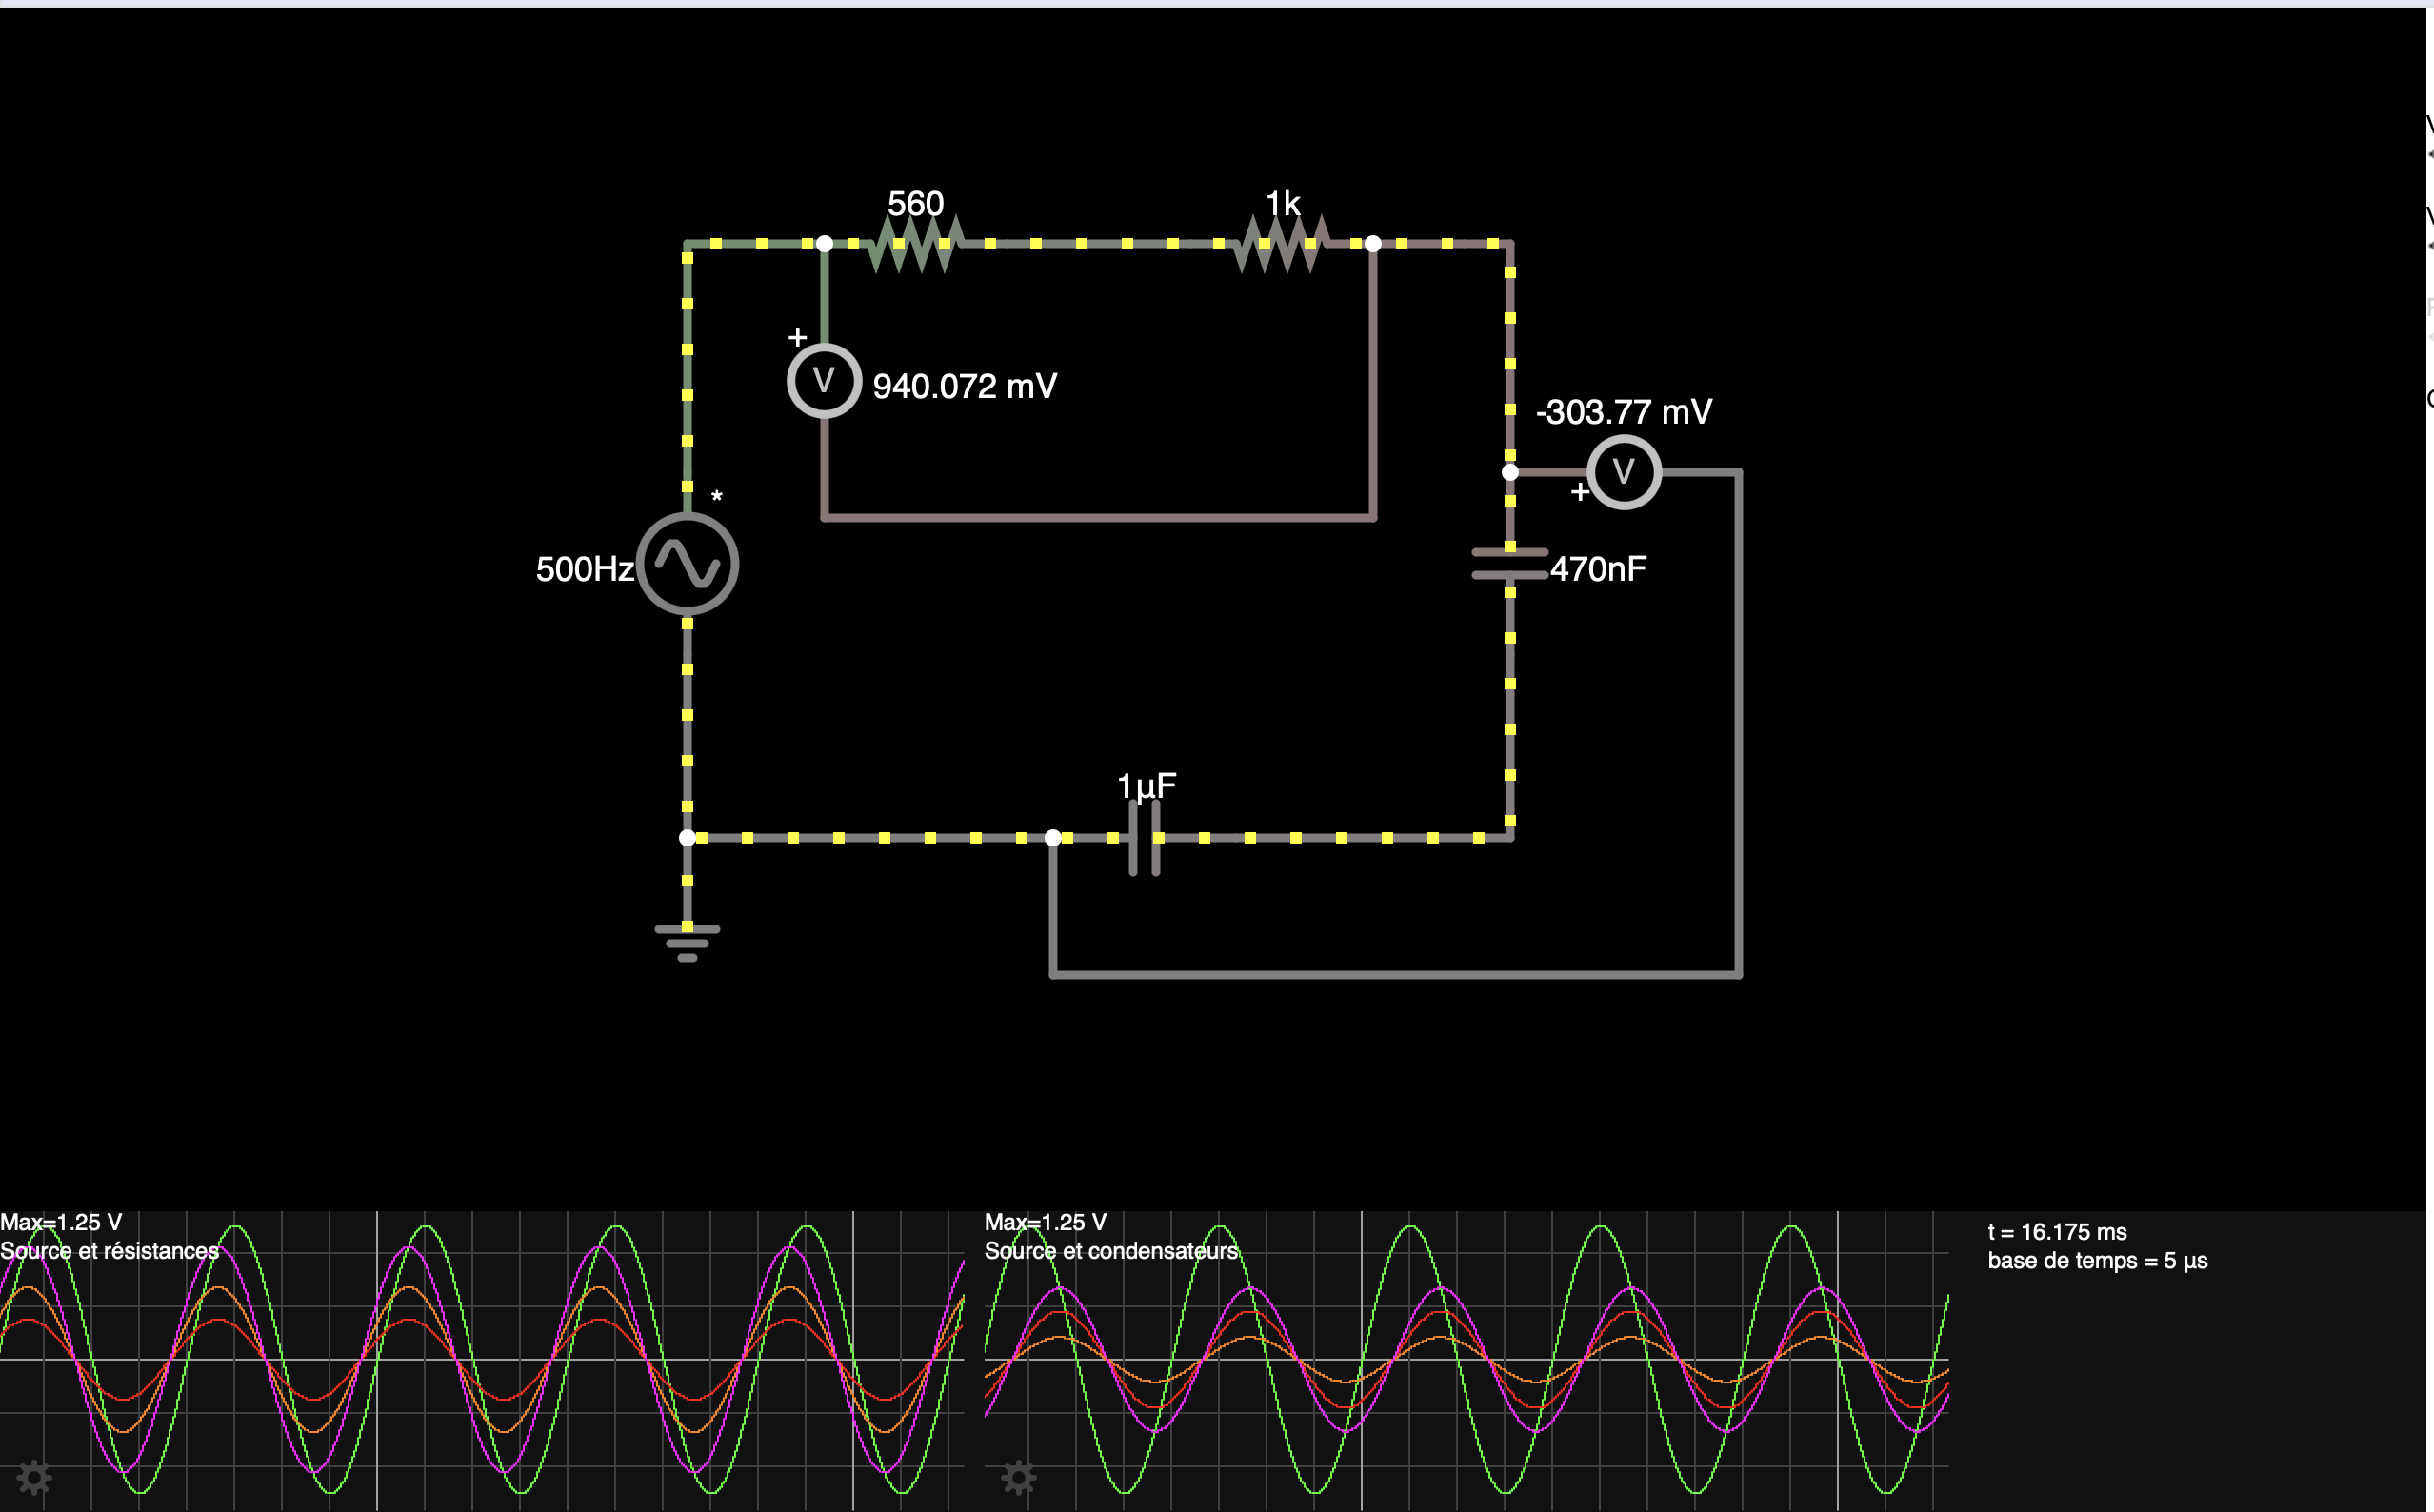 560
1k
+
V
940.072 mV
-303.77 mV
V
+
*
500Hz
470nF
1µF
Max=1.25 V
Source et résistances
Max=1.25 V
Source et condensateurs
t = 16.175 ms
base de temps = 5 µs